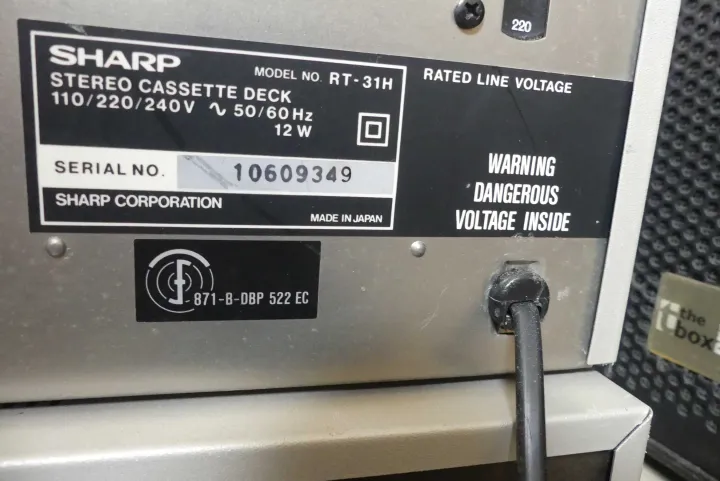 220
SHARP
MODEL NO. RT-31H
STEREO CASSETTE DECK
110/220/240V ∿ 50/60Hz
12W
SERIAL NO. 10609349
SHARP CORPORATION
MADE IN JAPAN
RATED LINE VOLTAGE
WARNING
DANGEROUS
VOLTAGE INSIDE
871-B-DBP 522 EC
the
box